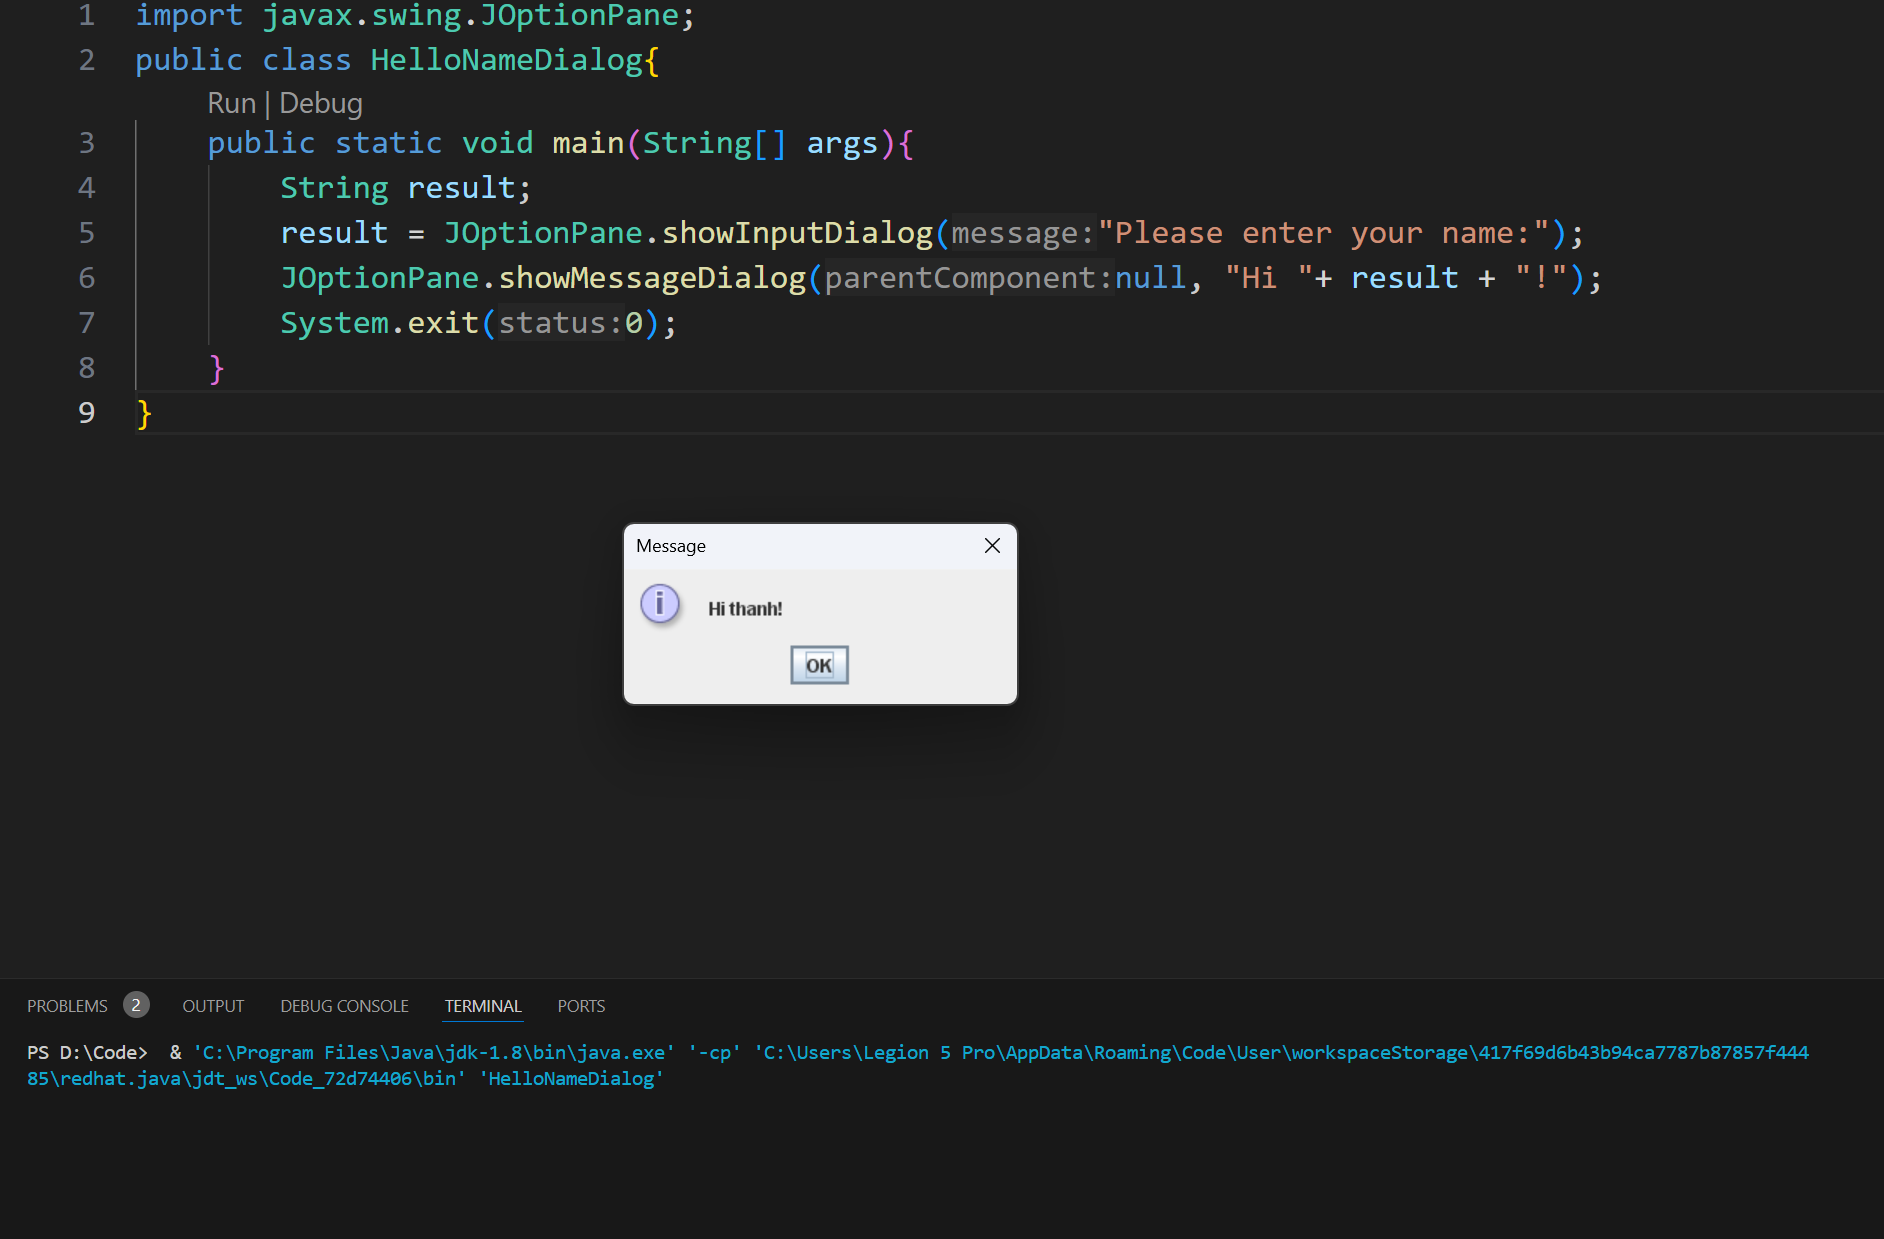 1 import javax.swing.JOptionPane;
2 public class HelloNameDialog{
Run | Debug
3 public static void main(String[] args){
4 String result;
5 result = JOptionPane.showInputDialog(message:"Please enter your name:");
6 JOptionPane.showMessageDialog(parentComponent:null, "Hi "+ result + "!");
7 System.exit(status:0);
8 }
9 }
Message
i
Hi thanh!
OK
PROBLEMS 2 OUTPUT DEBUG CONSOLE TERMINAL PORTS
PS D:\Code>  & 'C:\Program Files\Java\jdk-1.8\bin\java.exe' '-cp' 'C:\Users\Legion 5 Pro\AppData\Roaming\Code\User\workspaceStorage\417f69d6b43b94ca7787b87857f444
85\redhat.java\jdt_ws\Code_72d74406\bin' 'HelloNameDialog'